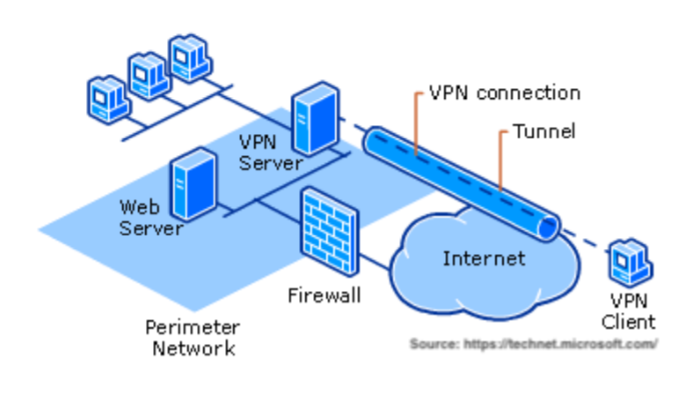 VPN connection
Tunnel
VPN
Server
Web
Server
Internet
Firewall
VPN
Client
Perimeter
Network
Source: https://technet.microsoft.com/